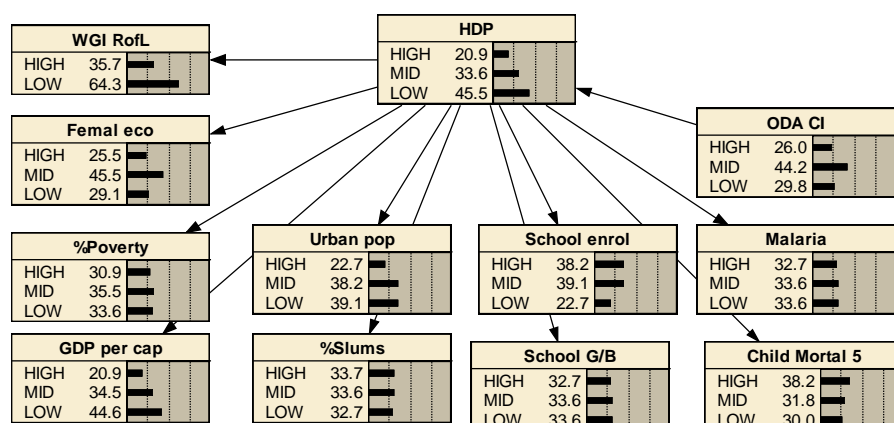 HDP
HIGH 20.9
MID 33.6
LOW 45.5
WGI RofL
HIGH 35.7
LOW 64.3
Femal eco
HIGH 25.5
MID 45.5
LOW 29.1
ODA CI
HIGH 26.0
MID 44.2
LOW 29.8
%Poverty
HIGH 30.9
MID 35.5
LOW 33.6
Urban pop
HIGH 22.7
MID 38.2
LOW 39.1
School enrol
HIGH 38.2
MID 39.1
LOW 22.7
Malaria
HIGH 32.7
MID 33.6
LOW 33.6
GDP per cap
HIGH 20.9
MID 34.5
LOW 44.6
%Slums
HIGH 33.7
MID 33.6
LOW 32.7
School G/B
HIGH 32.7
MID 33.6
LOW 33.6
Child Mortal 5
HIGH 38.2
MID 31.8
LOW 30.0